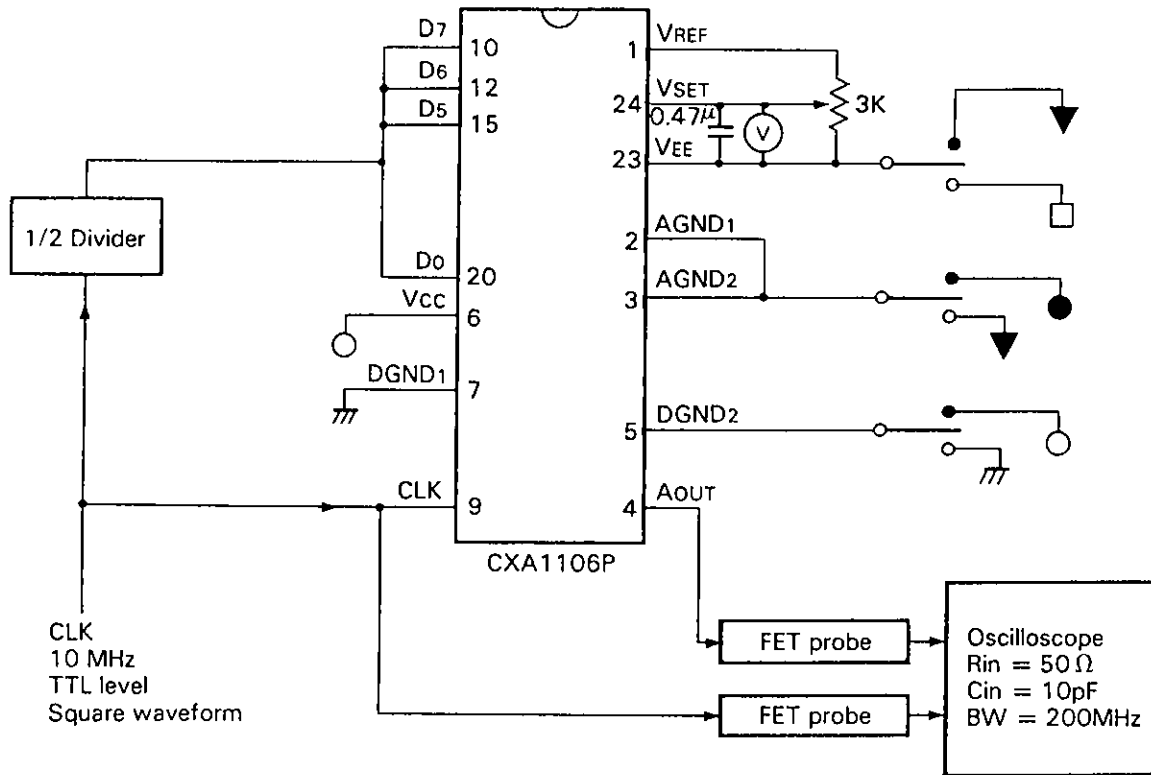 D7
10
D6
12
D5
15
1/2 Divider
D0
20
VCC
6
DGND1
7
CLK
9
CXA1106P
1
VREF
24
VSET
0.47μ
V
3K
23
VEE
2
AGND1
3
AGND2
5
DGND2
4
AOUT
CLK
10 MHz
TTL level
Square waveform
FET probe
FET probe
Oscilloscope
Rin = 50Ω
Cin = 10pF
BW = 200MHz